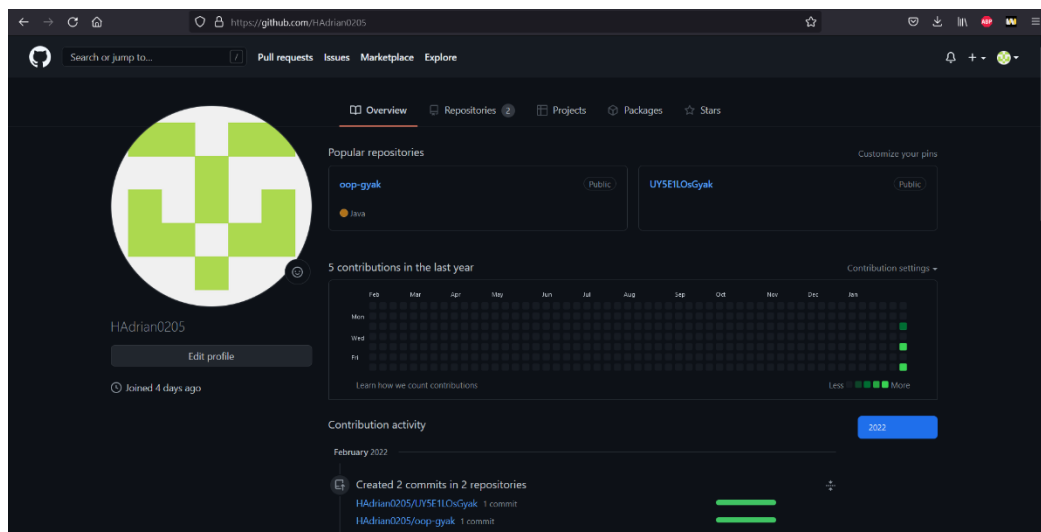 https://github.com/HAdrian0205
Search or jump to... / Pull requests Issues Marketplace Explore
Overview Repositories 2 Projects Packages Stars
Popular repositories Customize your pins
oop-gyak Public UY5E1LOsGyak Public
Java
5 contributions in the last year Contribution settings
Feb Mar Apr May Jun Jul Aug Sep Oct Nov Dec Jan
Mon
Wed
Fri
Learn how we count contributions Less More
HAdrian0205
Edit profile
Joined 4 days ago
Contribution activity 2022
February 2022
Created 2 commits in 2 repositories
HAdrian0205/UY5E1LOsGyak 1 commit
HAdrian0205/oop-gyak 1 commit